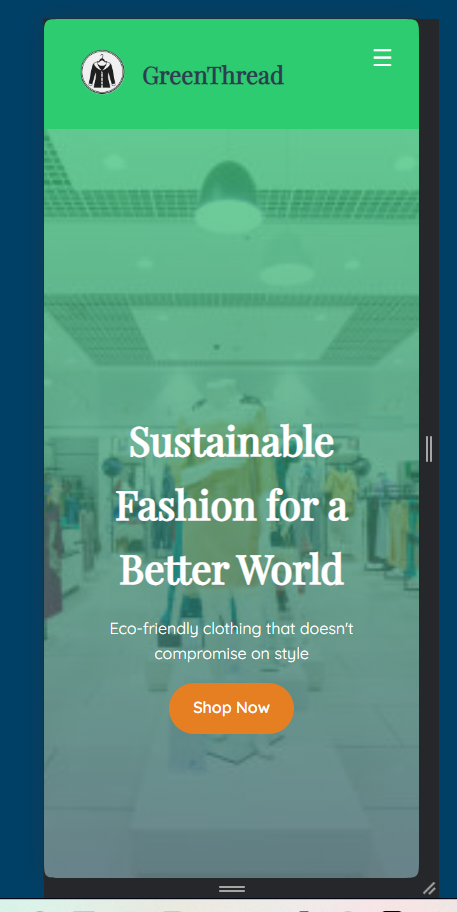 GreenThread
Sustainable
Fashion for a
Better World
Eco-friendly clothing that doesn't
compromise on style
Shop Now